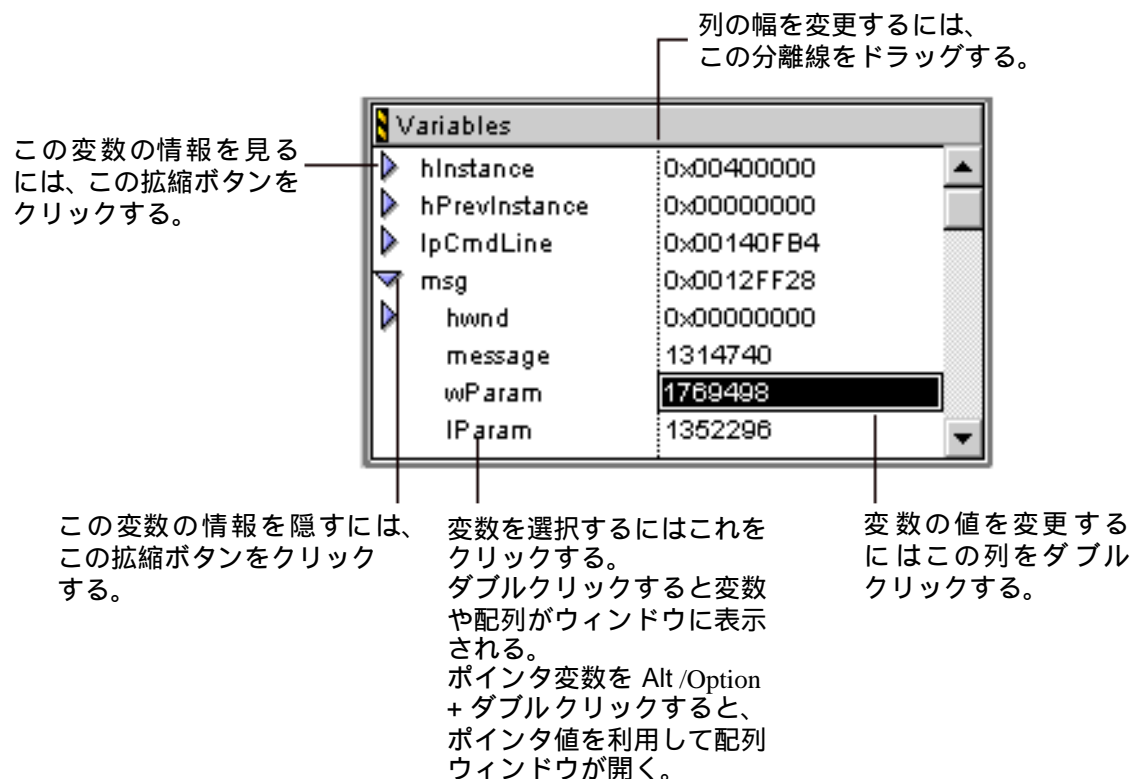 列の幅を変更するには、
この分離線をドラッグする。
この変数の情報を見る
には、この拡縮ボタンを
クリックする。
Variables
hInstance 0x00400000
hPrevInstance 0x00000000
lpCmdLine 0x00140FB4
msg 0x0012FF28
hwnd 0x00000000
message 1314740
wParam 1769498
lParam 1352296
この変数の情報を隠すには、
この拡縮ボタンをクリック
する。
変数を選択するにはこれを
クリックする。
ダブルクリックすると変数
や配列がウィンドウに表示
される。
ポインタ変数を Alt /Option
+ ダブルクリックすると、
ポインタ値を利用して配列
ウィンドウが開く。
変数の値を変更する
にはこの列をダブル
クリックする。